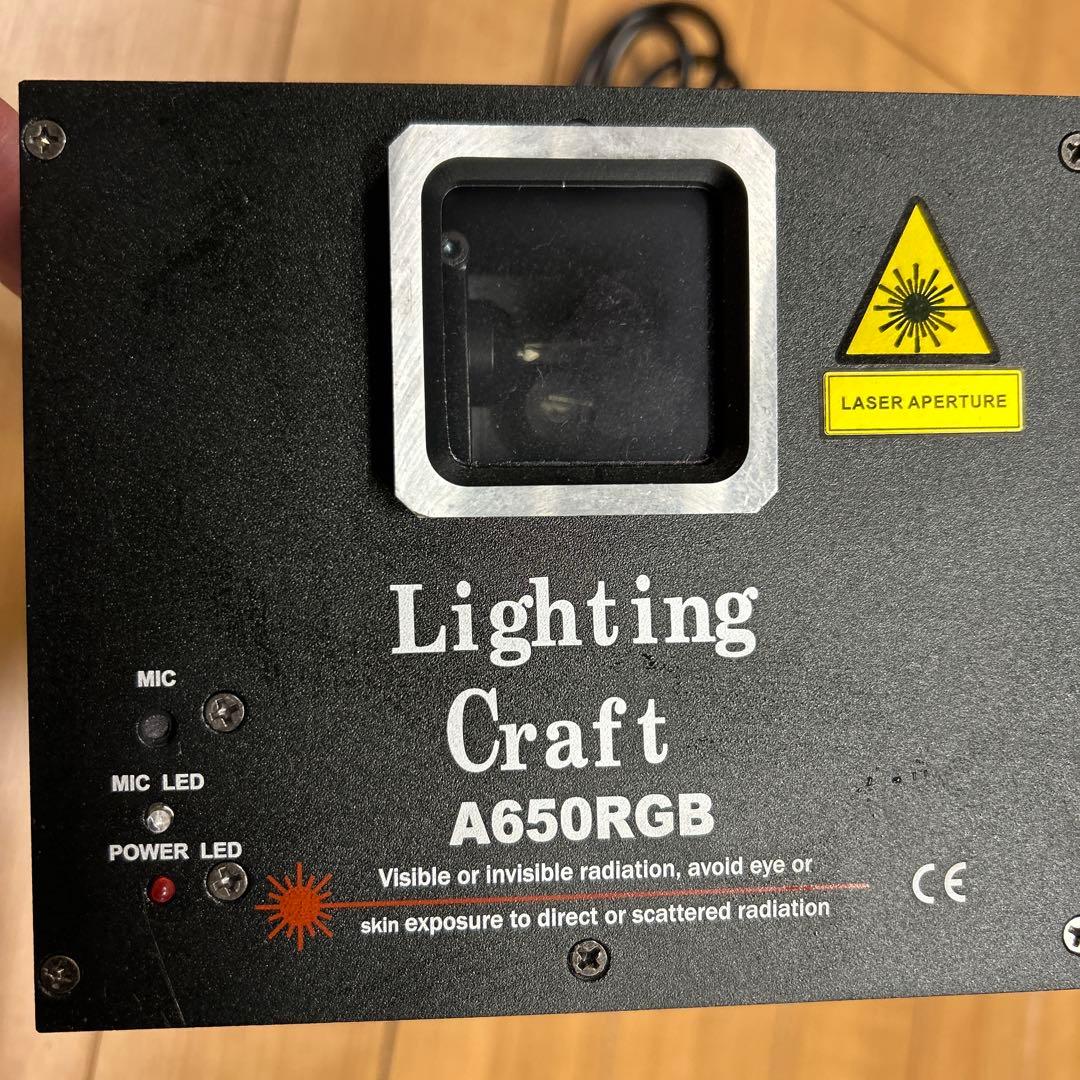 LASER APERTURE
Lighting
Craft
A650RGB
MIC
MIC LED
POWER LED
Visible or invisible radiation, avoid eye or
skin exposure to direct or scattered radiation
CE